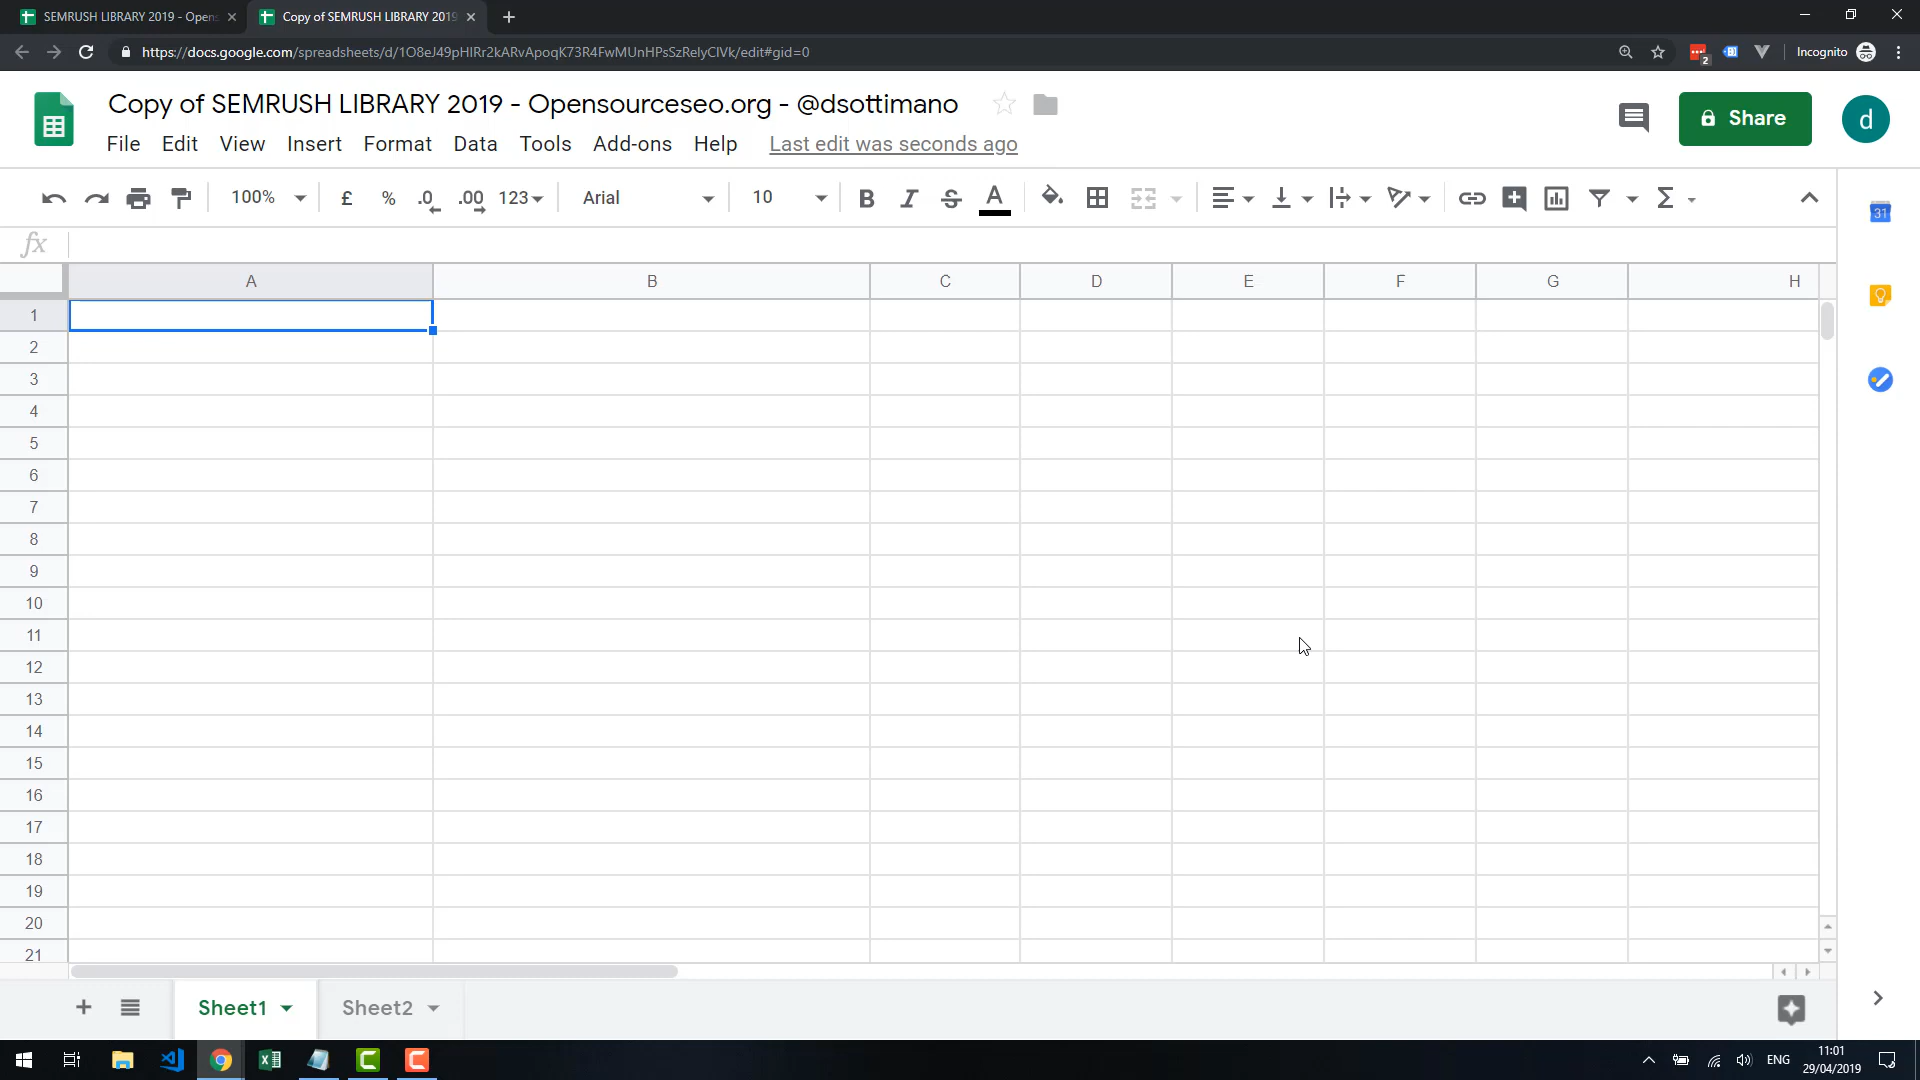 SEMRUSH LIBRARY 2019 - Opens
Copy of SEMRUSH LIBRARY 2019
https://docs.google.com/spreadsheets/d/1O8eJ49pHlRr2kARvApoqK73R4FwMUnHPsSzRelyClVk/edit#gid=0
2
Incognito
Copy of SEMRUSH LIBRARY 2019 - Opensourceseo.org - @dsottimano
Share
d
File Edit View Insert Format Data Tools Add-ons Help Last edit was seconds ago
100% £ % .0 .00 123 Arial 10 B I S A Σ
31
fx
A B C D E F G H
1
2
3
4
5
6
7
8
9
10
11
12
13
14
15
16
17
18
19
20
21
Sheet1 Sheet2
ENG
11:01
29/04/2019